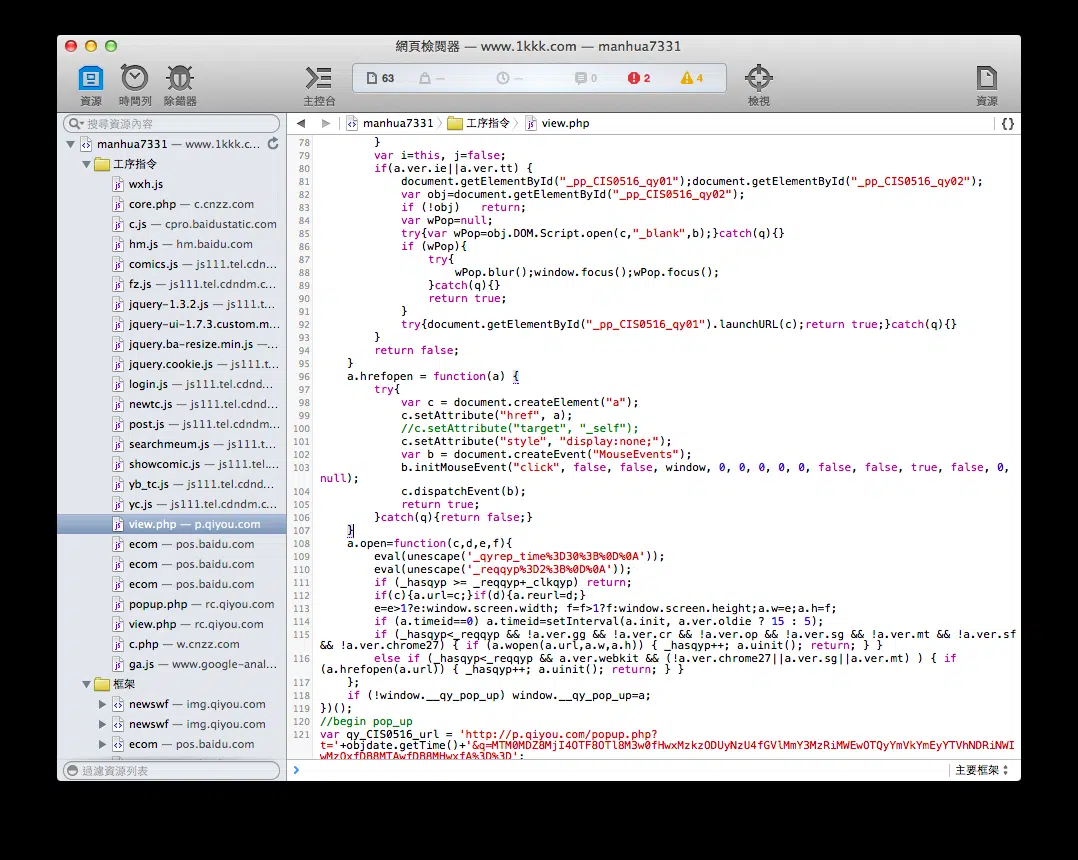 網頁檢閱器 — www.1kkk.com — manhua7331
資源
時間列
除錯器
主控台
63
—
—
0
2
4
檢視
資源
搜尋資源內容
manhua7331
工序指令
view.php
{}
manhua7331 — www.1kkk.c...
工序指令
wxh.js
core.php — c.cnzz.com
c.js — cpro.baidustatic.com
hm.js — hm.baidu.com
comics.js — js111.tel.cdn...
fz.js — js111.tel.cdndm.c...
jquery-1.3.2.js — js111.t...
jquery-ui-1.7.3.custom.m...
jquery.ba-resize.min.js —...
jquery.cookie.js — js111.t...
login.js — js111.tel.cdnd...
newtc.js — js111.tel.cdnd...
post.js — js111.tel.cdndm...
searchmeum.js — js111.t...
showcomic.js — js111.tel....
yb_tc.js — js111.tel.cdnd...
yc.js — js111.tel.cdndm.c...
view.php — p.qiyou.com
ecom — pos.baidu.com
ecom — pos.baidu.com
ecom — pos.baidu.com
popup.php — rc.qiyou.com
view.php — rc.qiyou.com
c.php — w.cnzz.com
ga.js — www.google-anal...
框架
newswf — img.qiyou.com
newswf — img.qiyou.com
ecom — pos.baidu.com
過濾資源列表
78 }
79 var i=this, j=false;
80 if(a.ver.ie||a.ver.tt) {
81 document.getElementById("_pp_CIS0516_qy01");document.getElementById("_pp_CIS0516_qy02");
82 var obj=document.getElementById("_pp_CIS0516_qy02");
83 if (!obj) return;
84 var wPop=null;
85 try{var wPop=obj.DOM.Script.open(c,"_blank",b);}catch(q){}
86 if (wPop){
87 try{
88 wPop.blur();window.focus();wPop.focus();
89 }catch(q){}
90 return true;
91 }
92 try{document.getElementById("_pp_CIS0516_qy01").launchURL(c);return true;}catch(q){}
93 }
94 return false;
95 }
96 a.hrefopen = function(a) {
97 try{
98 var c = document.createElement("a");
99 c.setAttribute("href", a);
100 //c.setAttribute("target", "_self");
101 c.setAttribute("style", "display:none;");
102 var b = document.createEvent("MouseEvents");
103 b.initMouseEvent("click", false, false, window, 0, 0, 0, 0, 0, false, false, true, false, 0,
null);
104 c.dispatchEvent(b);
105 return true;
106 }catch(q){return false;}
107 }
108 a.open=function(c,d,e,f){
109 eval(unescape('_qyrep_time%3D30%3B%0D%0A'));
110 eval(unescape('_reqqyp%3D2%3B%0D%0A'));
111 if (_hasqyp >= _reqqyp+_clkqyp) return;
112 if(c){a.url=c;}if(d){a.reurl=d;}
113 e=e>1?e:window.screen.width; f=f>1?f:window.screen.height;a.w=e;a.h=f;
114 if (a.timeid==0) a.timeid=setInterval(a.init, a.ver.oldie ? 15 : 5);
115 if (_hasqyp<_reqqyp && !a.ver.gg && !a.ver.cr && !a.ver.op && !a.ver.sg && !a.ver.mt && !a.ver.sf
&& !a.ver.chrome27) { if (a.wopen(a.url,a.w,a.h)) { _hasqyp++; a.uinit(); return; } }
116 else if (_hasqyp<_reqqyp && a.ver.webkit && (!a.ver.chrome27||a.ver.sg||a.ver.mt) ) { if
(a.hrefopen(a.url)) { _hasqyp++; a.uinit(); return; } }
117 };
118 if (!window.__qy_pop_up) window.__qy_pop_up=a;
119 })();
120 //begin pop_up
121 var qy_CIS0516_url = 'http://p.qiyou.com/popup.php?
t='+objdate.getTime()+'&q=MTM0MDZ8MjI4OTF8OTl8M3w0fHwxMzkzODUyNzU4fGVlMmY3MzRiMWEwOTQyYmVkYmEyYTVhNDRiNWI
wMzQxfDB8MTAwfDB8MHwxfA%3D%3D';
主要框架